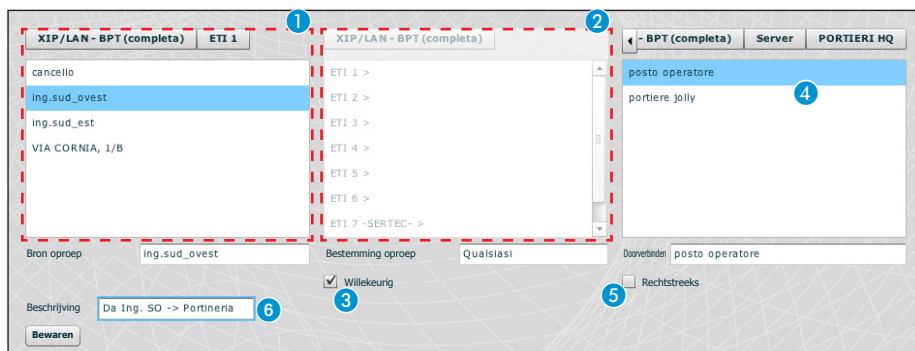 1
2
XIP/LAN - BPT (completa) ETI 1
XIP/LAN - BPT (completa)
- BPT (completa) Server PORTIERI HQ
cancello
ing.sud_ovest
ing.sud_est
VIA CORNIA, 1/B
ETI 1 >
ETI 2 >
ETI 3 >
ETI 4 >
ETI 5 >
ETI 6 >
ETI 7 -SERTEC- >
posto operatore
portiere jolly
4
Bron oproep ing.sud_ovest
Bestemming oproep Qualsiasi
Doorverbinden posto operatore
Willekeurig
3
5
Rechtstreeks
Beschrijving Da Ing. SO -> Portineria
6
Bewaren